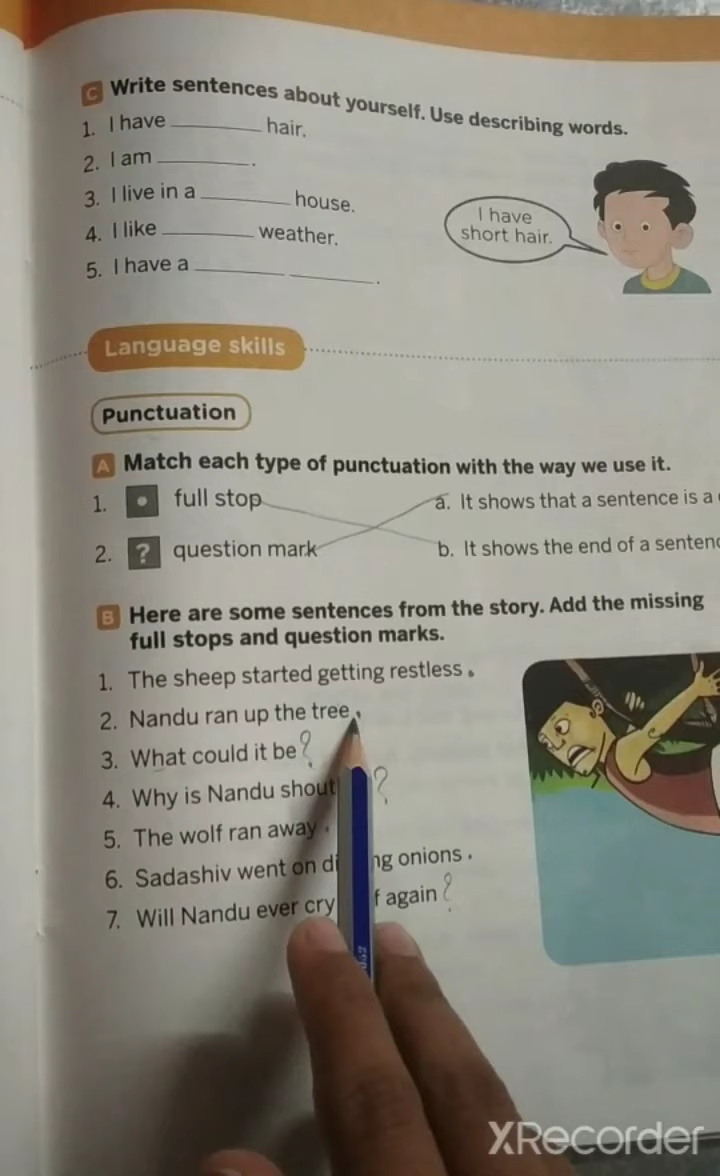 C Write sentences about yourself. Use describing words.
1. I have ________ hair.
2. I am ________.
3. I live in a ________ house.
I have
short hair.
4. I like ________ weather.
5. I have a ________ ________.
Language skills
Punctuation
A Match each type of punctuation with the way we use it.
1. . full stop a. It shows that a sentence is a
2. ? question mark b. It shows the end of a
B Here are some sentences from the story. Add the missing
full stops and question marks.
1. The sheep started getting restless.
2. Nandu ran up the tree.
3. What could it be?
4. Why is Nandu ?
5. The wolf ran away.
6. Sadashiv went on onions.
7. Will Nandu ever cry again?
XRecorder